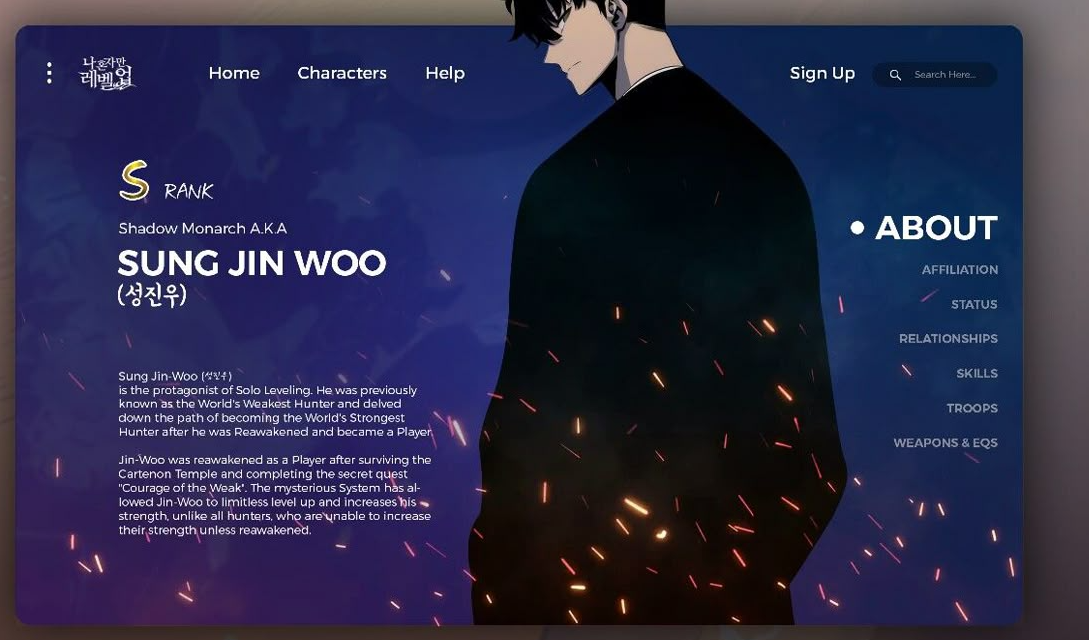 나 혼자만
레벨업
Home Characters Help
Sign Up
Search Here...
S RANK
Shadow Monarch A.K.A
SUNG JIN WOO
(성진우)
Sung Jin-Woo (성진우)
is the protagonist of Solo Leveling. He was previously
known as the World's Weakest Hunter and delved
down the path of becoming the World's Strongest
Hunter after he was Reawakened and became a Player.
Jin-Woo was reawakened as a Player after surviving the
Cartenon Temple and completing the secret quest
"Courage of the Weak". The mysterious System has al-
lowed Jin-Woo to limitless level up and increases his
strength, unlike all hunters, who are unable to increase
their strength unless reawakened.
• ABOUT
AFFILIATION
STATUS
RELATIONSHIPS
SKILLS
TROOPS
WEAPONS & EQS